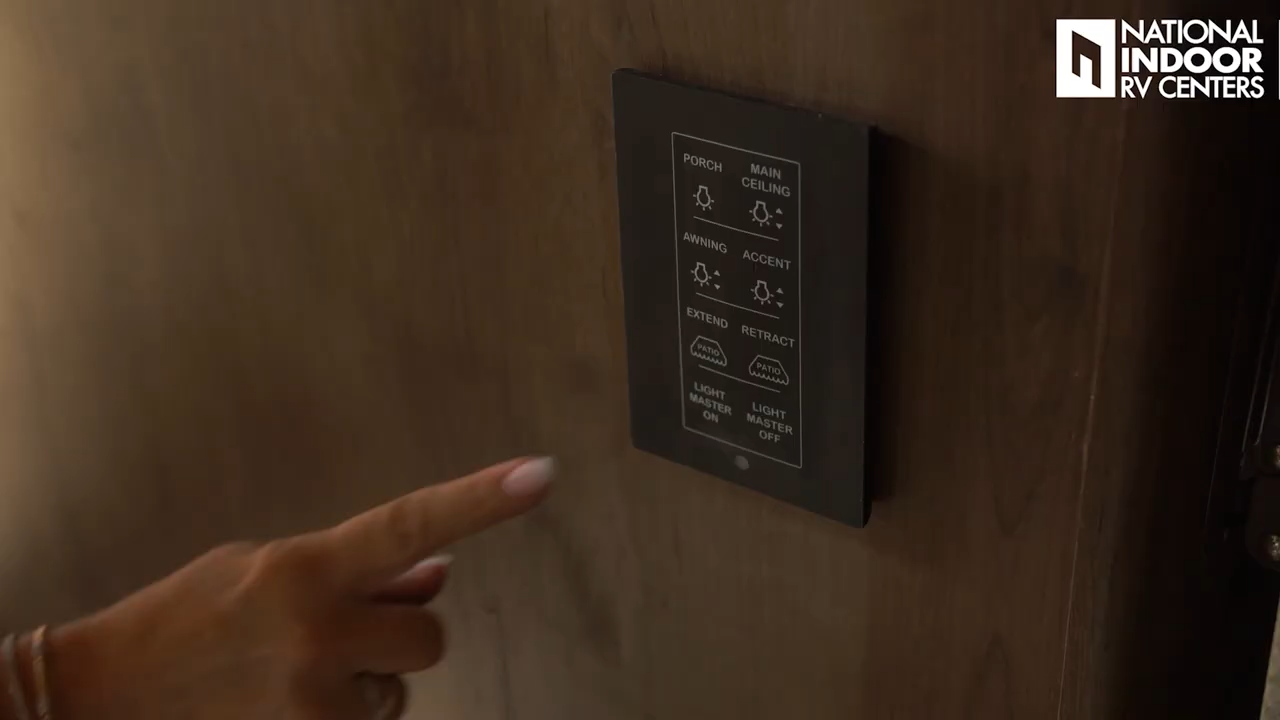 NATIONAL
INDOOR
RV CENTERS
PORCH
MAIN
CEILING
AWNING
ACCENT
EXTEND
RETRACT
PATIO
PATIO
LIGHT
MASTER
ON
LIGHT
MASTER
OFF